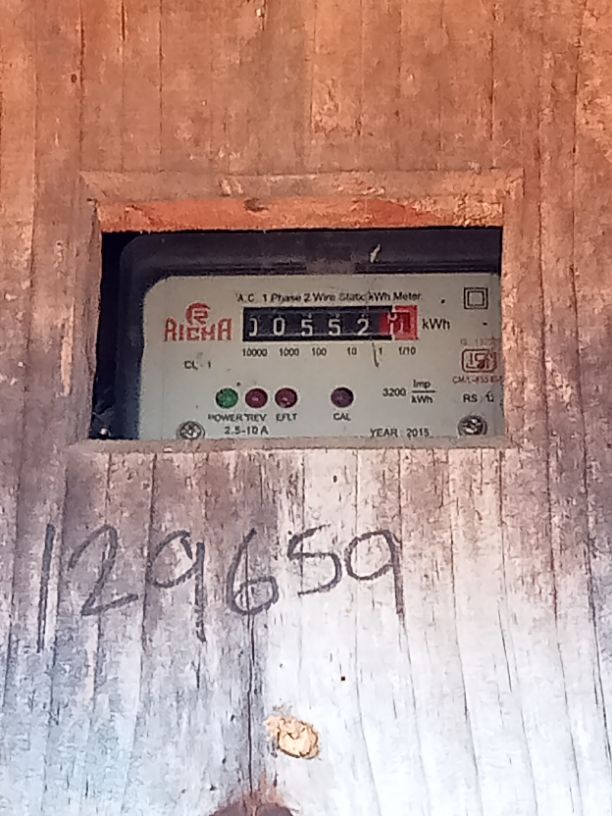 A.C. 1 Phase 2 Wire Static kWh Meter
RICHA
00552 kWh
10000 1000 100 10 1 1/10
CL. 1
3200 Imp/kWh
POWER REV EFLT CAL
2.5-10 A
YEAR : 2015
129659